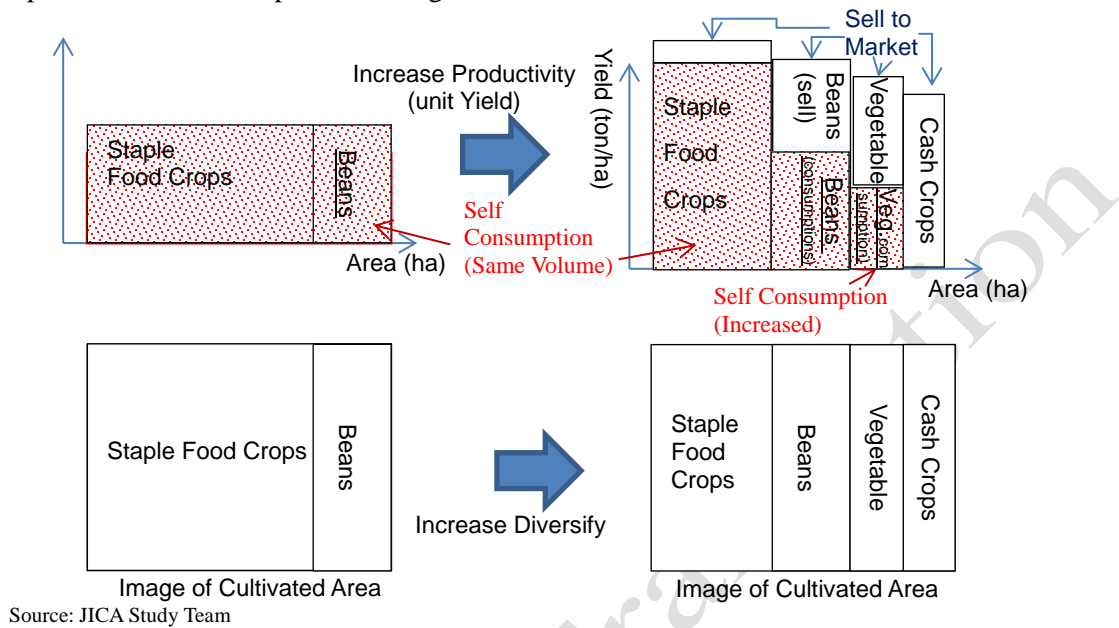 Sell to
Market
Increase Productivity
(unit Yield)
Yield (ton/ha)
Staple
Food Crops
Beans
Self
Consumption
(Same Volume)
Area (ha)
Staple
Food
Crops
Beans
(sell)
Beans
(consumptions)
Vegetable
Veg.com
sumption)
Cash Crops
Area (ha)
Self Consumption
(Increased)
Staple Food Crops
Beans
Increase Diversify
Staple
Food
Crops
Beans
Vegetable
Cash Crops
Image of Cultivated Area
Image of Cultivated Area
Source: JICA Study Team